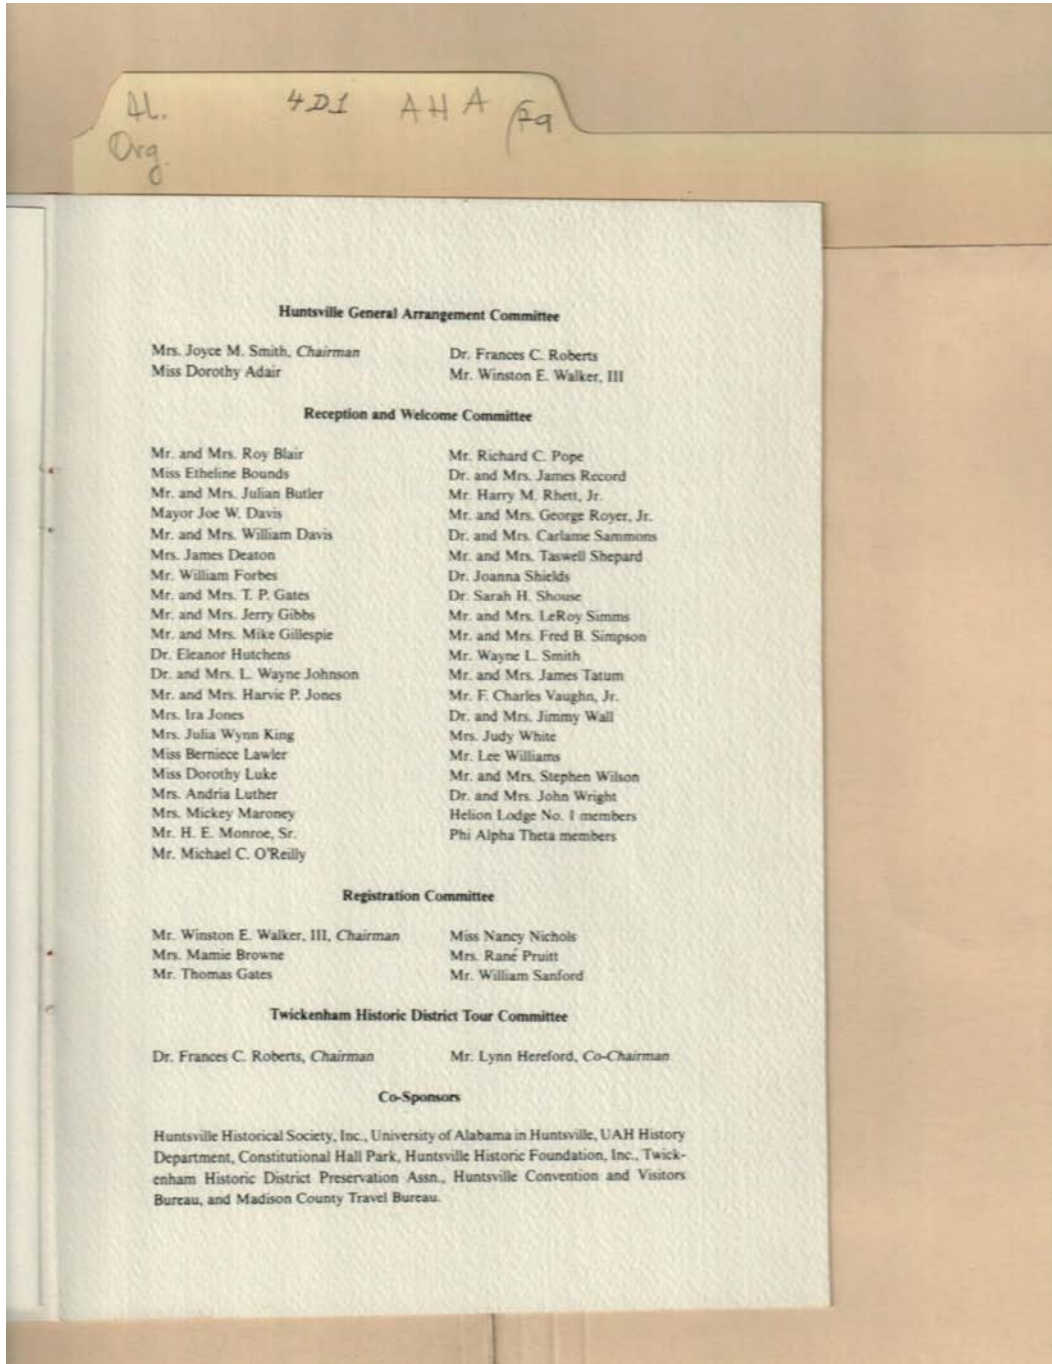 Al. 4D1 AHA
Org.
Huntsville General Arrangement Committee
Mrs. Joyce M. Smith, Chairman
Miss Dorothy Adair
Dr. Frances C. Roberts
Mr. Winston E. Walker, III
Reception and Welcome Committee
Mr. and Mrs. Roy Blair
Miss Etheline Bounds
Mr. and Mrs. Julian Butler
Mayor Joe W. Davis
Mr. and Mrs. William Davis
Mrs. James Deaton
Mr. William Forbes
Mr. and Mrs. T. P. Gates
Mr. and Mrs. Jerry Gibbs
Mr. and Mrs. Mike Gillespie
Dr. Eleanor Hutchens
Dr. and Mrs. L. Wayne Johnson
Mr. and Mrs. Harvie P. Jones
Mrs. Ira Jones
Mrs. Julia Wynn King
Miss Berniece Lawler
Miss Dorothy Luke
Mrs. Andria Luther
Mrs. Mickey Maroney
Mr. H. E. Monroe, Sr.
Mr. Michael C. O'Reilly
Mr. Richard C. Pope
Dr. and Mrs. James Record
Mr. Harry M. Rhett, Jr.
Mr. and Mrs. George Royer, Jr.
Dr. and Mrs. Carlame Sammons
Mr. and Mrs. Taswell Shepard
Dr. Joanna Shields
Dr. Sarah H. Shouse
Mr. and Mrs. LeRoy Simms
Mr. and Mrs. Fred B. Simpson
Mr. Wayne L. Smith
Mr. and Mrs. James Tatum
Mr. F. Charles Vaughn, Jr.
Dr. and Mrs. Jimmy Wall
Mrs. Judy White
Mr. Lee Williams
Mr. and Mrs. Stephen Wilson
Dr. and Mrs. John Wright
Helion Lodge No. 1 members
Phi Alpha Theta members
Registration Committee
Mr. Winston E. Walker, III, Chairman
Mrs. Mamie Browne
Mr. Thomas Gates
Miss Nancy Nichols
Mrs. Rané Pruitt
Mr. William Sanford
Twickenham Historic District Tour Committee
Dr. Frances C. Roberts, Chairman
Mr. Lynn Hereford, Co-Chairman
Co-Sponsors
Huntsville Historical Society, Inc., University of Alabama in Huntsville, UAH History
Department, Constitutional Hall Park, Huntsville Historic Foundation, Inc., Twick-
enham Historic District Preservation Assn., Huntsville Convention and Visitors
Bureau, and Madison County Travel Bureau.